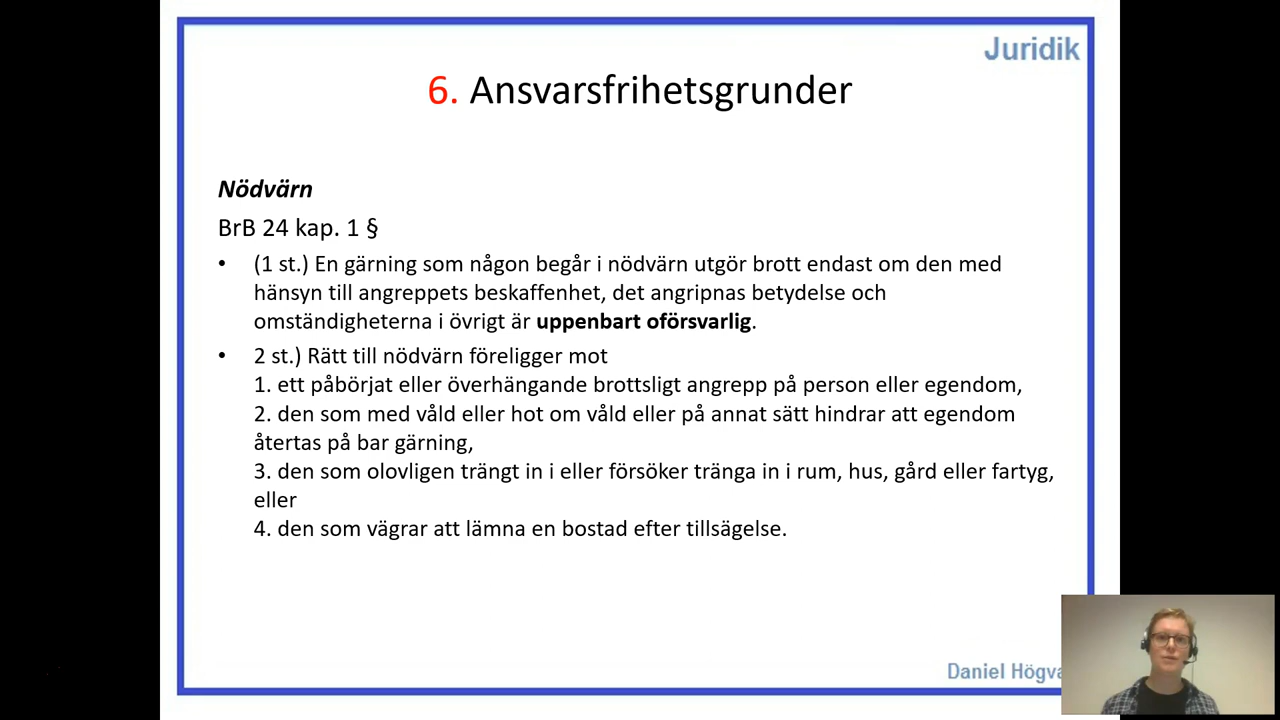 Juridik
6. Ansvarsfrihetsgrunder
Nödvärn
BrB 24 kap. 1 §
• (1 st.) En gärning som någon begår i nödvärn utgör brott endast om den med
hänsyn till angreppets beskaffenhet, det angripnas betydelse och
omständigheterna i övrigt är uppenbart oförsvarlig.
• 2 st.) Rätt till nödvärn föreligger mot
1. ett påbörjat eller överhängande brottsligt angrepp på person eller egendom,
2. den som med våld eller hot om våld eller på annat sätt hindrar att egendom
återtas på bar gärning,
3. den som olovligen trängt in i eller försöker tränga in i rum, hus, gård eller fartyg,
eller
4. den som vägrar att lämna en bostad efter tillsägelse.
Daniel